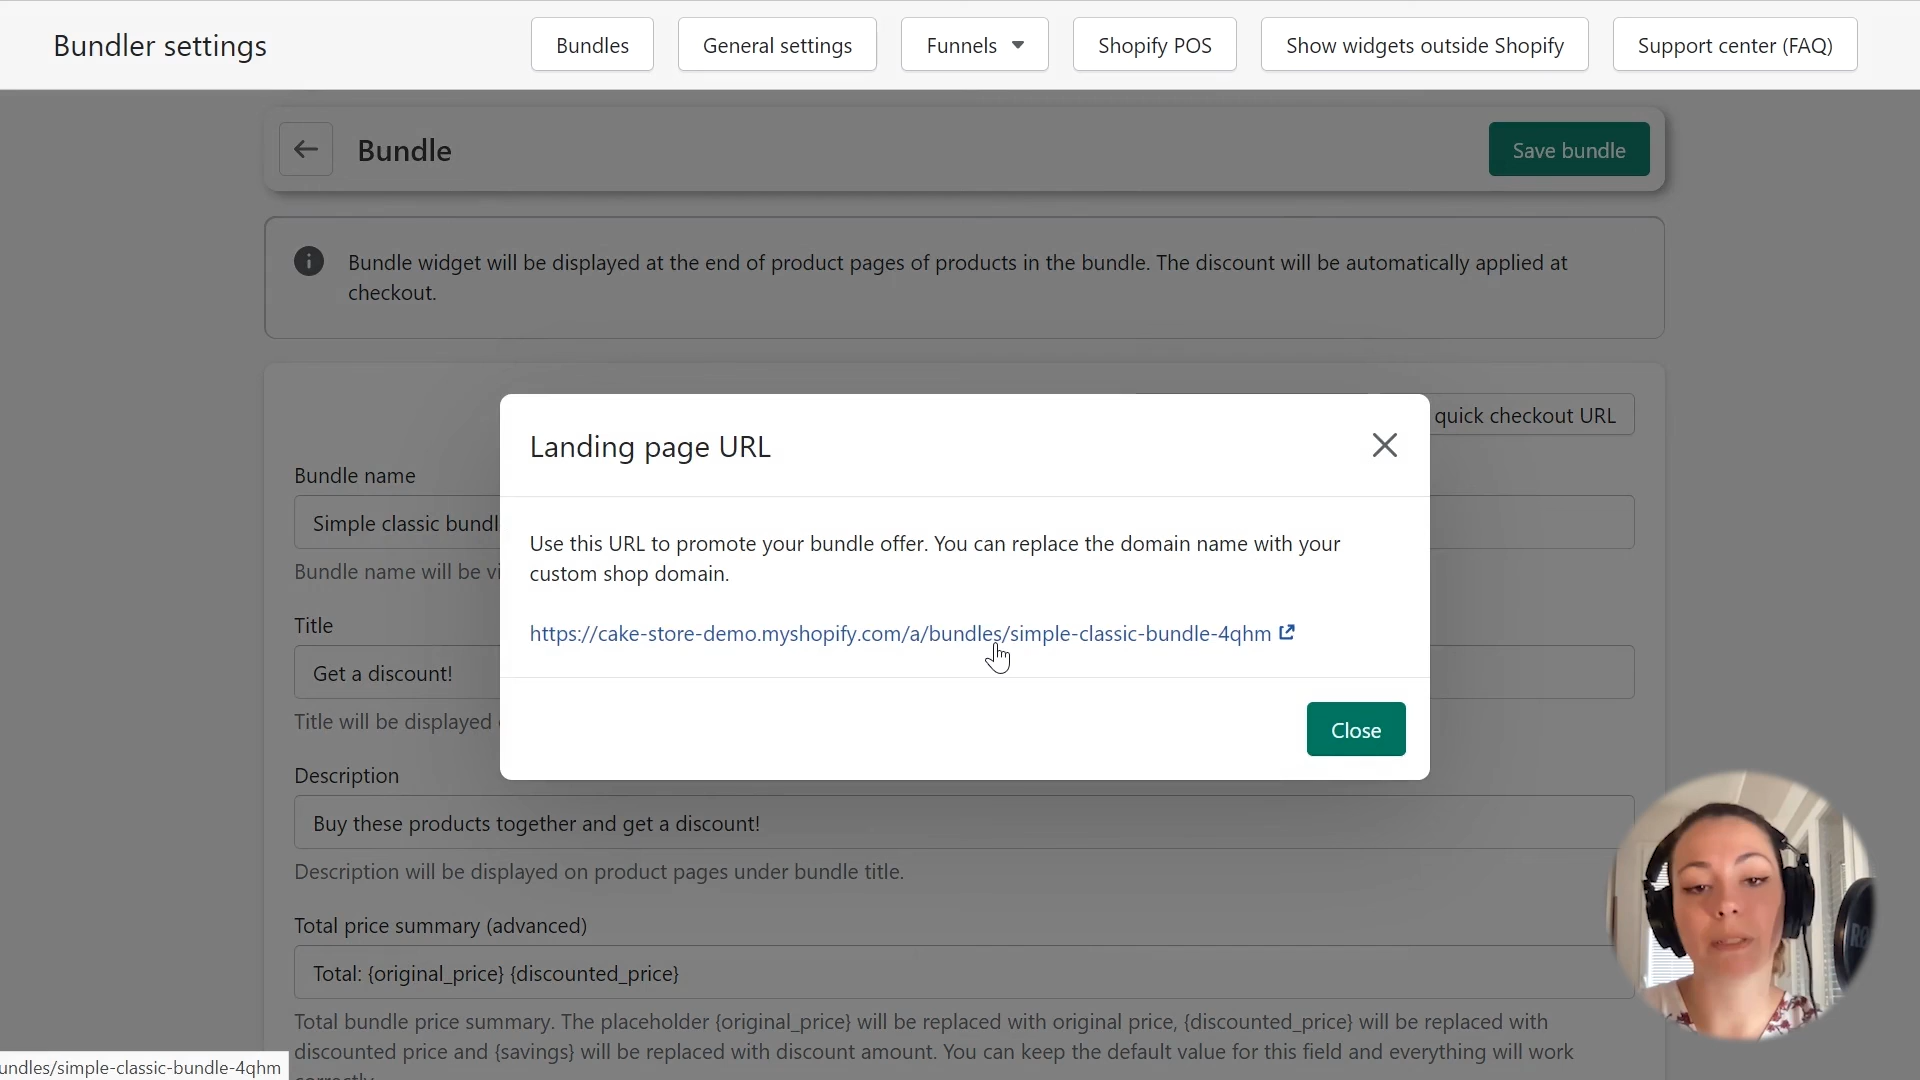 Bundler settings
Bundles
General settings
Funnels
Shopify POS
Show widgets outside Shopify
Support center (FAQ)
Bundle
Save bundle
Bundle widget will be displayed at the end of product pages of products in the bundle. The discount will be automatically applied at
checkout.
quick checkout URL
Landing page URL
Use this URL to promote your bundle offer. You can replace the domain name with your
custom shop domain.
https://cake-store-demo.myshopify.com/a/bundles/simple-classic-bundle-4qhm
Close
Bundle name
Simple classic bundl
Bundle name will be vi
Title
Get a discount!
Title will be displayed
Description
Buy these products together and get a discount!
Description will be displayed on product pages under bundle title.
Total price summary (advanced)
Total: {original_price} {discounted_price}
Total bundle price summary. The placeholder {original_price} will be replaced with original price, {discounted_price} will be replaced with
discounted price and {savings} will be replaced with discount amount. You can keep the default value for this field and everything will work
undles/simple-classic-bundle-4qhm